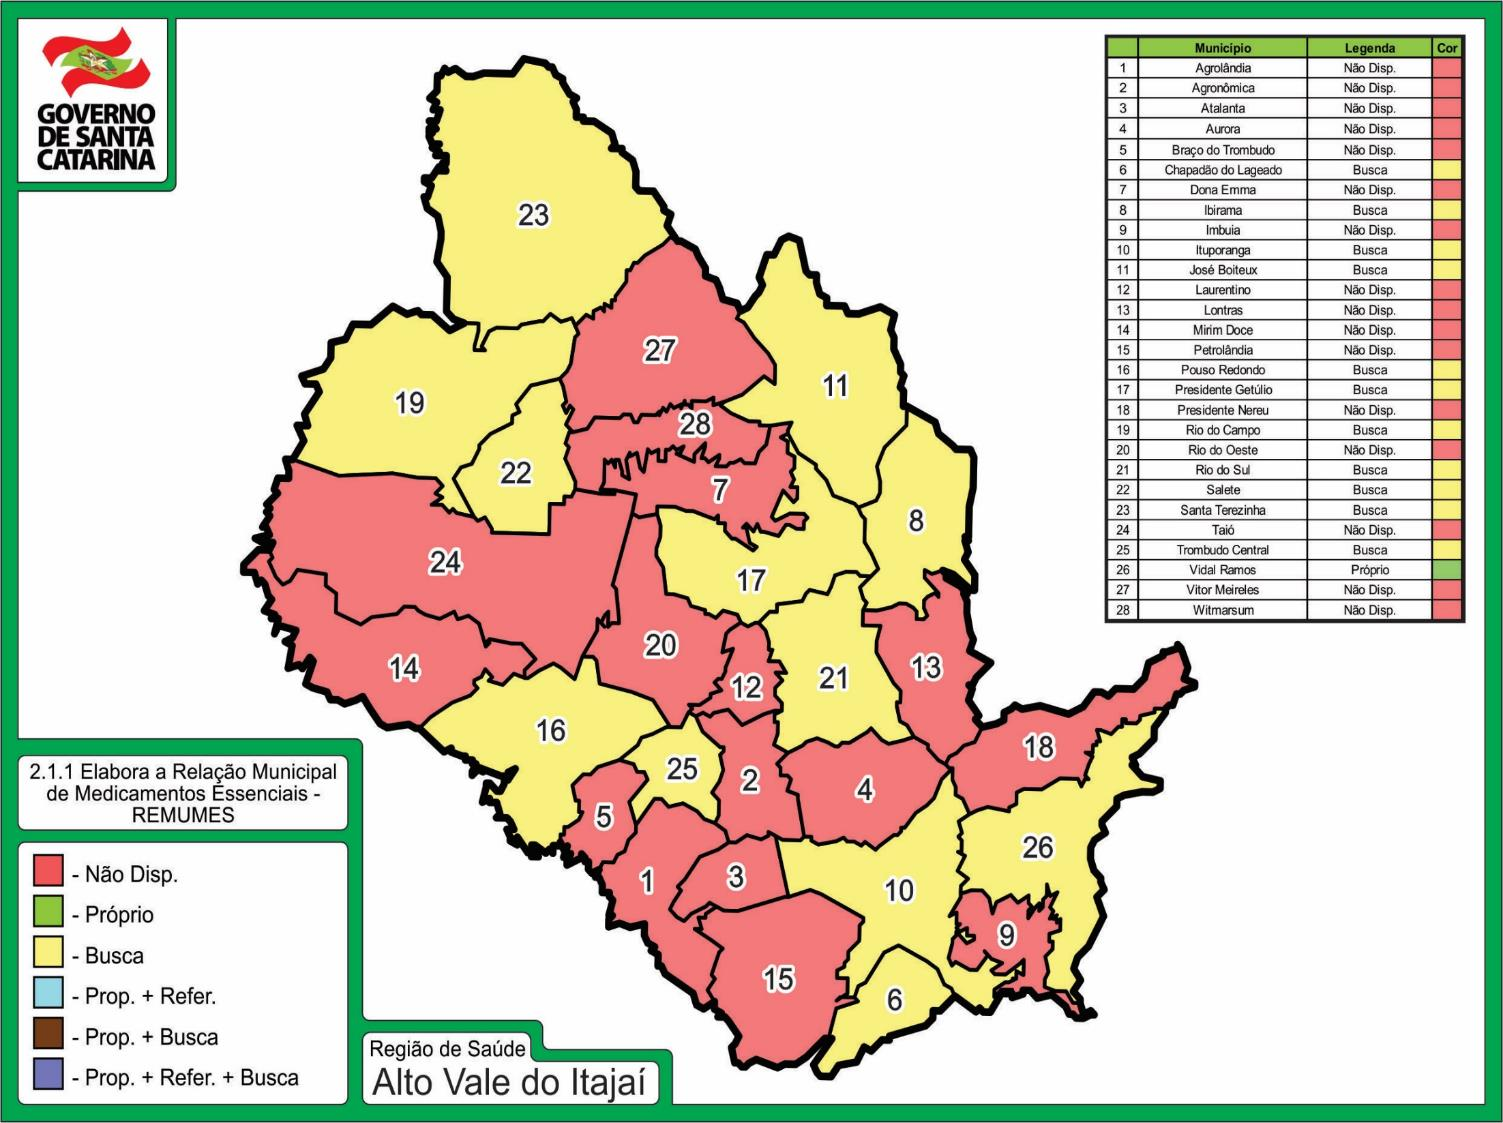 GOVERNO
DE SANTA
CATARINA
Município Legenda Cor
1 Agrolândia Não Disp.
2 Agronômica Não Disp.
3 Atalanta Não Disp.
4 Aurora Não Disp.
5 Braço do Trombudo Não Disp.
6 Chapadão do Lageado Busca
7 Dona Emma Não Disp.
8 Ibirama Busca
9 Imbuia Não Disp.
10 Ituporanga Busca
11 José Boiteux Busca
12 Laurentino Não Disp.
13 Lontras Não Disp.
14 Mirim Doce Não Disp.
15 Petrolândia Não Disp.
16 Pouso Redondo Busca
17 Presidente Getúlio Busca
18 Presidente Nereu Não Disp.
19 Rio do Campo Busca
20 Rio do Oeste Não Disp.
21 Rio do Sul Busca
22 Salete Busca
23 Santa Terezinha Busca
24 Taió Não Disp.
25 Trombudo Central Busca
26 Vidal Ramos Próprio
27 Vitor Meireles Não Disp.
28 Witmarsum Não Disp.
23
27
11
19
28
22
7
8
24
17
20
14
12
21
13
16
18
25
2
4
5
26
1
3
10
9
15
6
2.1.1 Elabora a Relação Municipal
de Medicamentos Essenciais -
REMUMES
- Não Disp.
- Próprio
- Busca
- Prop. + Refer.
- Prop. + Busca
- Prop. + Refer. + Busca
Região de Saúde
Alto Vale do Itajaí